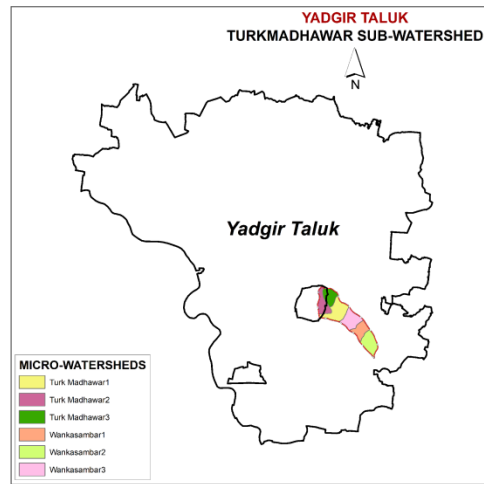 YADGIR TALUK
TURKMADHAWAR SUB-WATERSHED
N
Yadgir Taluk
MICRO-WATERSHEDS
Turk Madhawar1
Turk Madhawar2
Turk Madhawar3
Wankasambar1
Wankasambar2
Wankasambar3